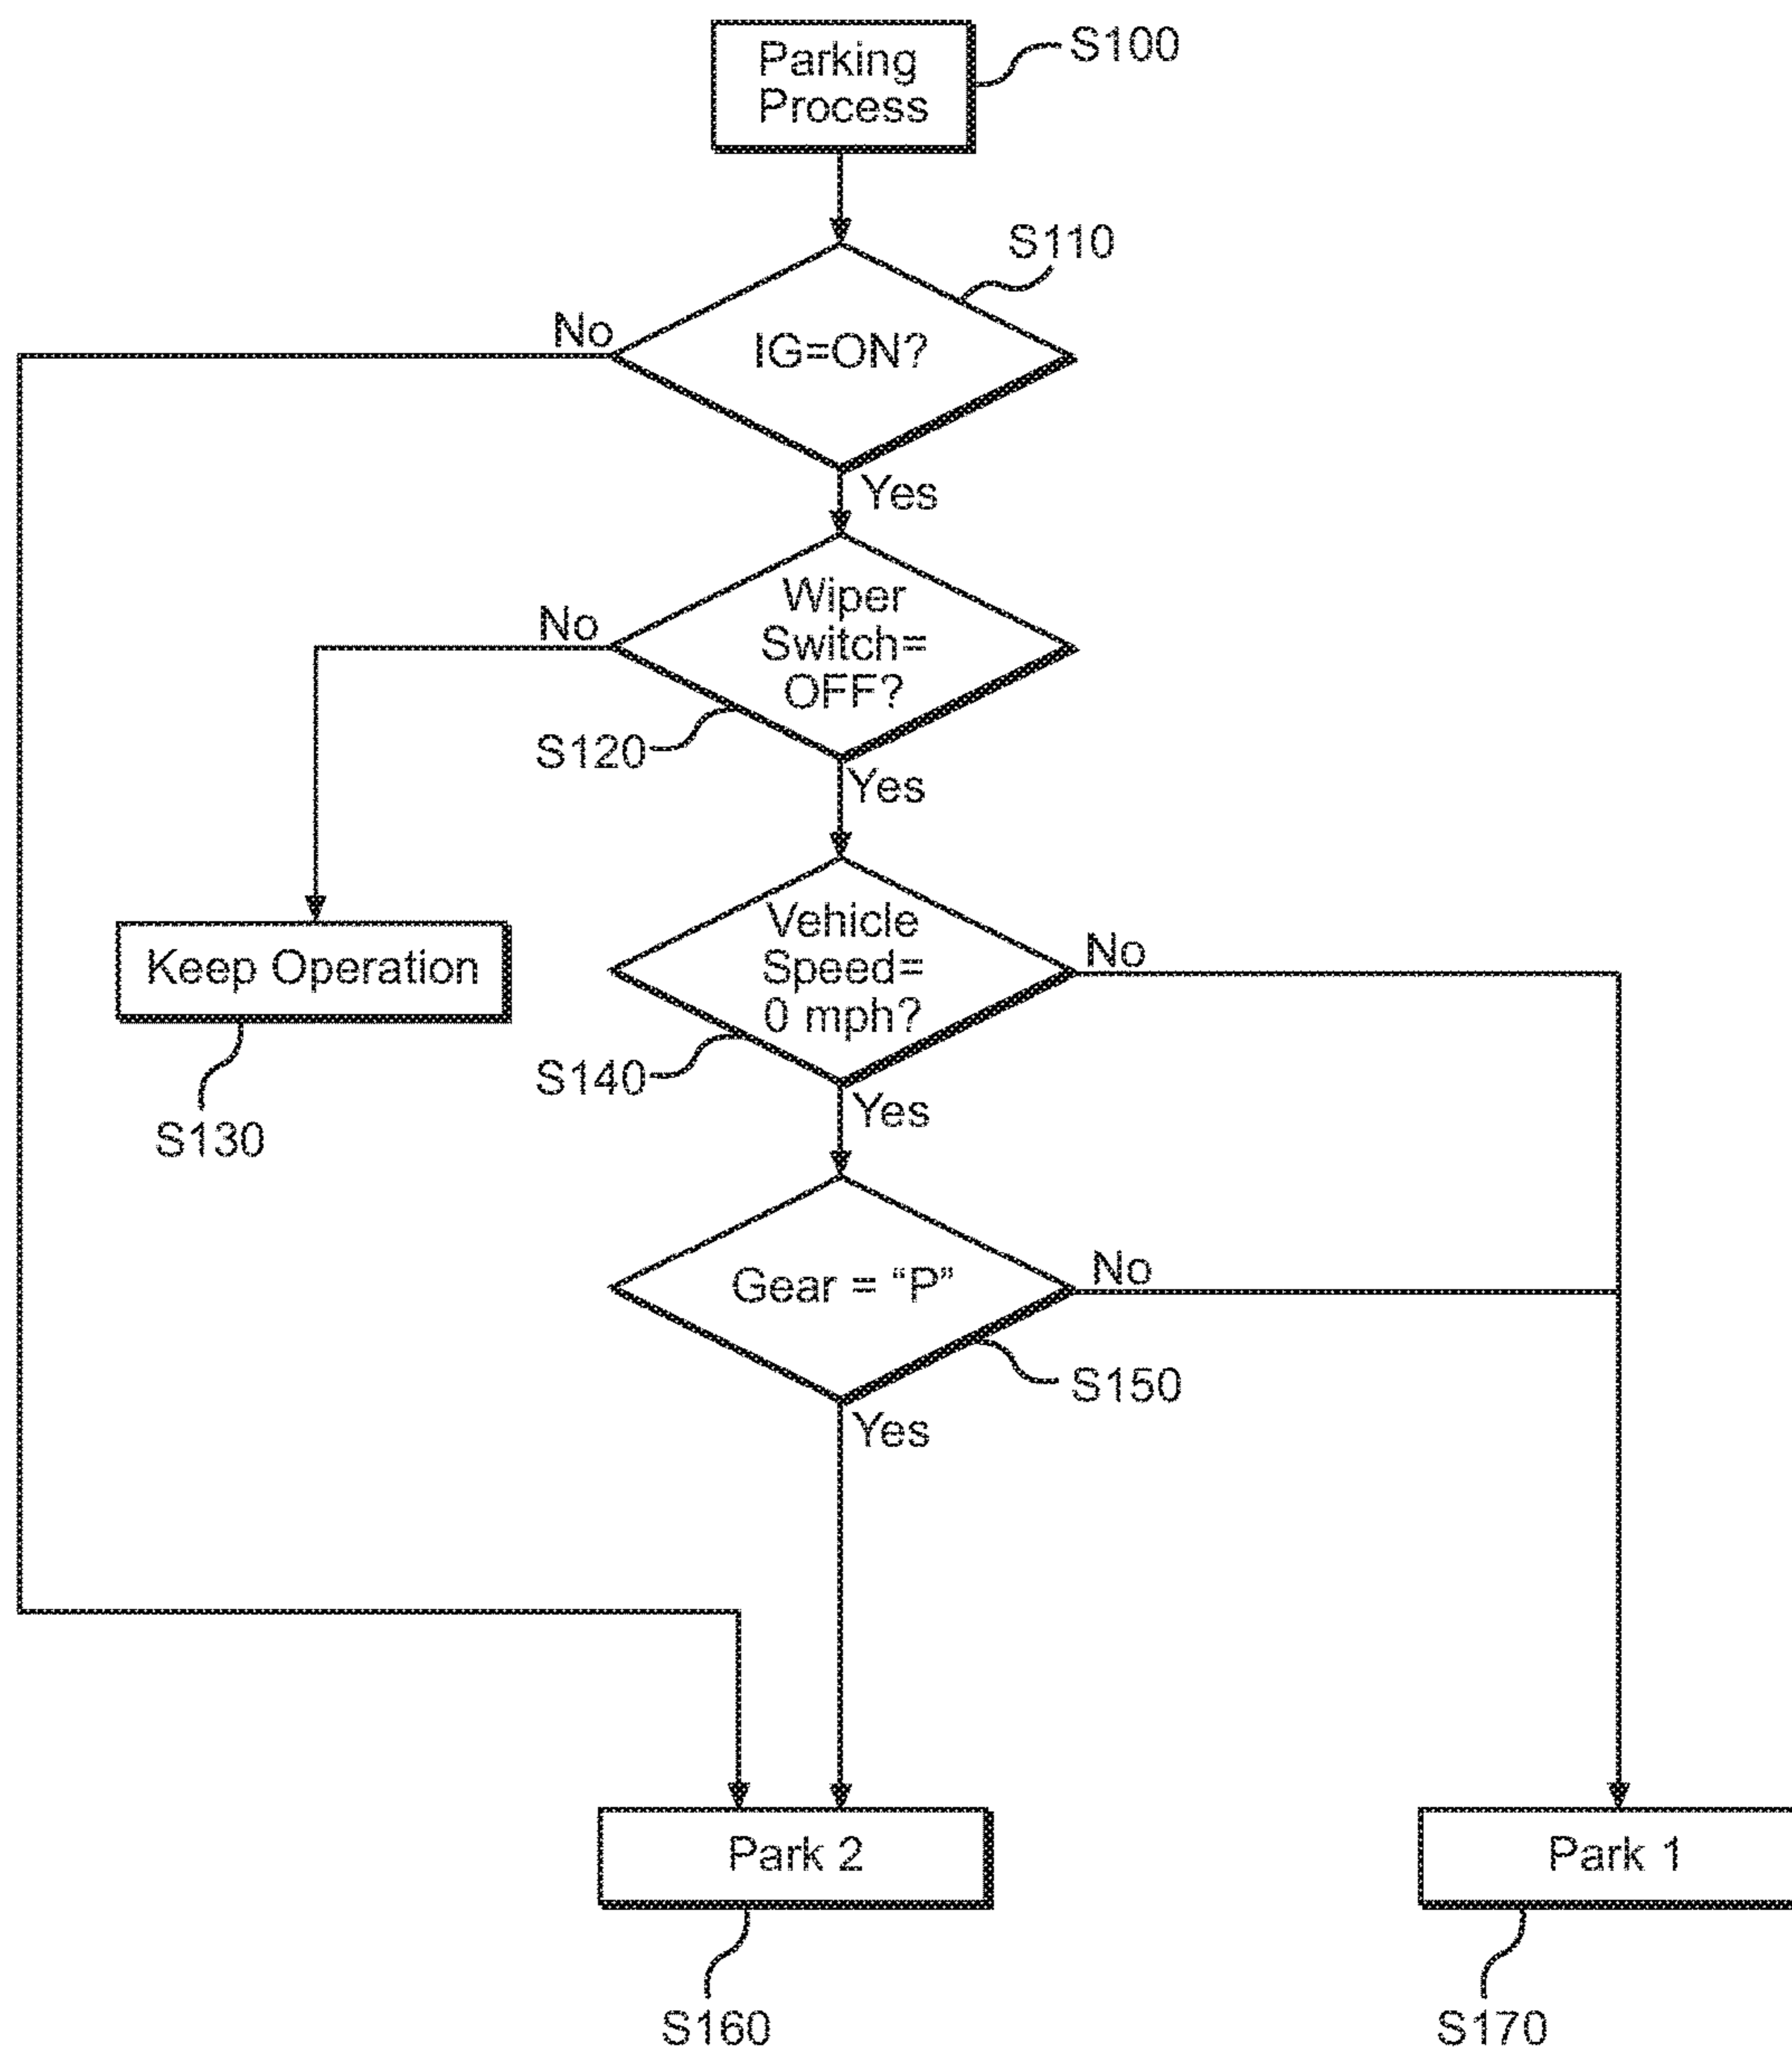 Parking
Process
S100
S110
No
IG=ON?
Yes
No
Wiper
Switch=
OFF?
S120
Yes
Keep Operation
S130
Vehicle
Speed=
0 mph?
No
S140
Yes
Gear = “P”
No
S150
Yes
Park 2
Park 1
S160
S170